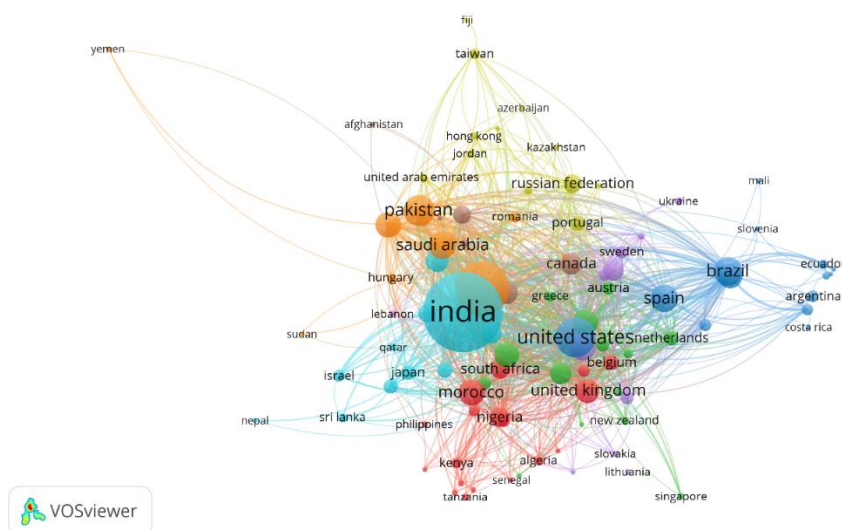 fiji
yemen
taiwan
azerbaijan
afghanistan
hong kong
kazakhstan
jordan
united arab emirates
russian federation
mali
ukraine
pakistan
romania
portugal
slovenia
saudi arabia
sweden
canada
ecuador
brazil
hungary
austria
greece
spain
argentina
lebanon
india
costa rica
sudan
united states
netherlands
qatar
belgium
israel
japan
south africa
morocco
united kingdom
nepal
sri lanka
nigeria
philippines
new zealand
slovakia
kenya
algeria
lithuania
senegal
tanzania
singapore
VOSviewer